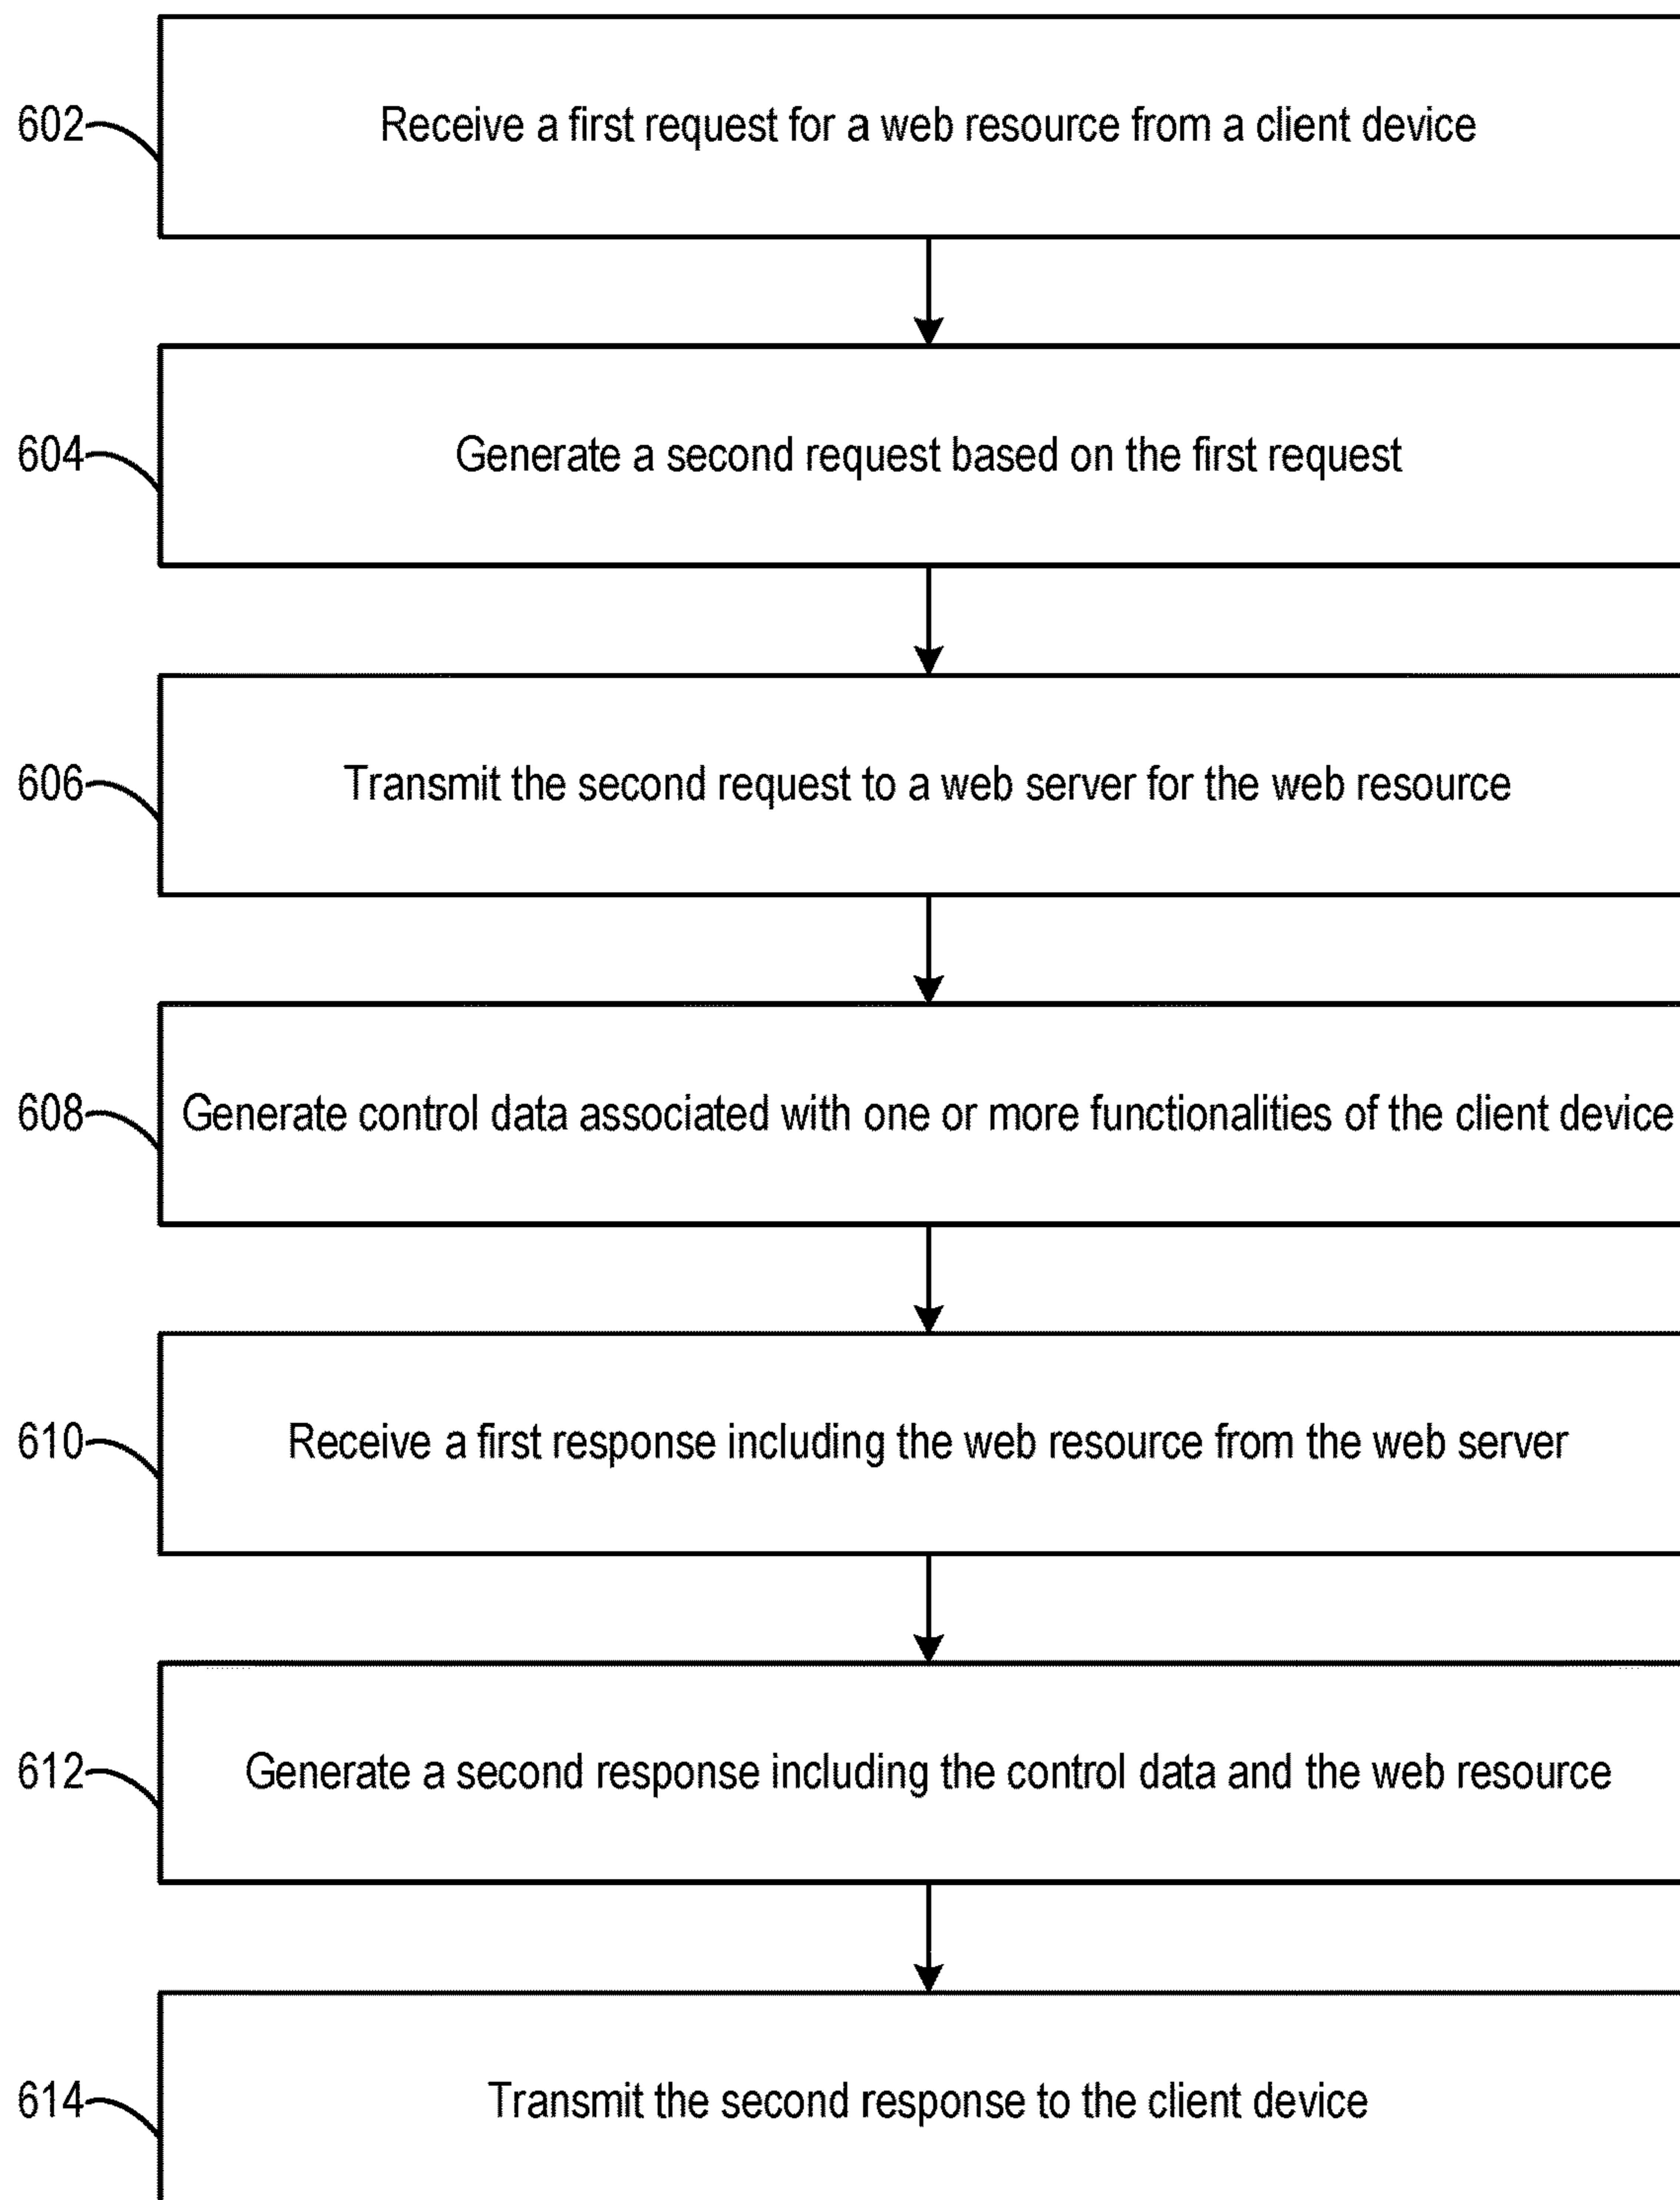 602 Receive a first request for a web resource from a client device
604 Generate a second request based on the first request
606 Transmit the second request to a web server for the web resource
608 Generate control data associated with one or more functionalities of the client device
610 Receive a first response including the web resource from the web server
612 Generate a second response including the control data and the web resource
614 Transmit the second response to the client device